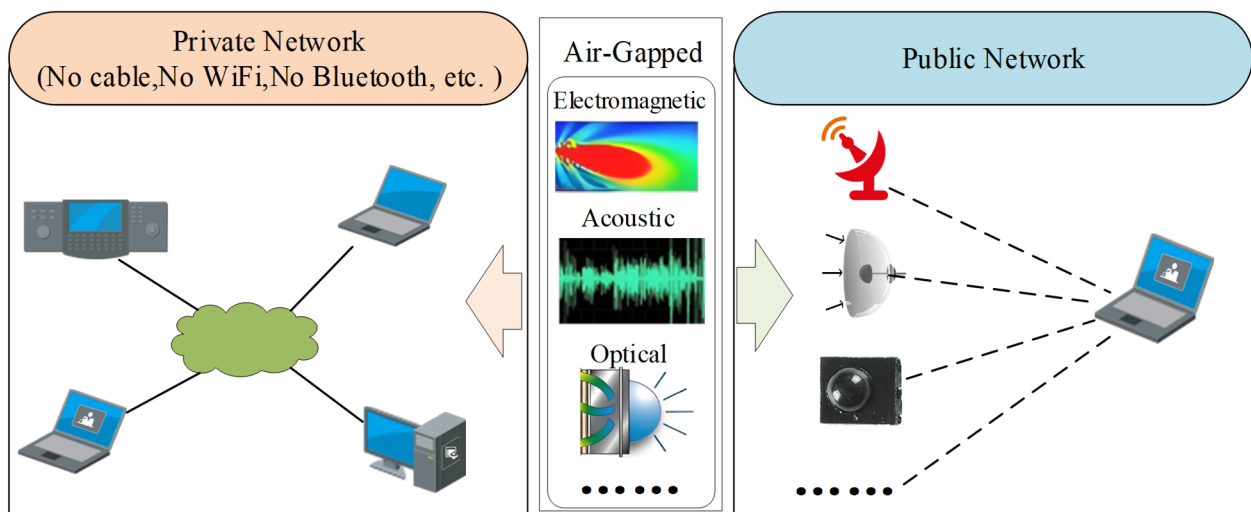 Private Network
(No cable,No WiFi,No Bluetooth, etc. )
Air-Gapped
Electromagnetic
Acoustic
Optical
......
Public Network
......